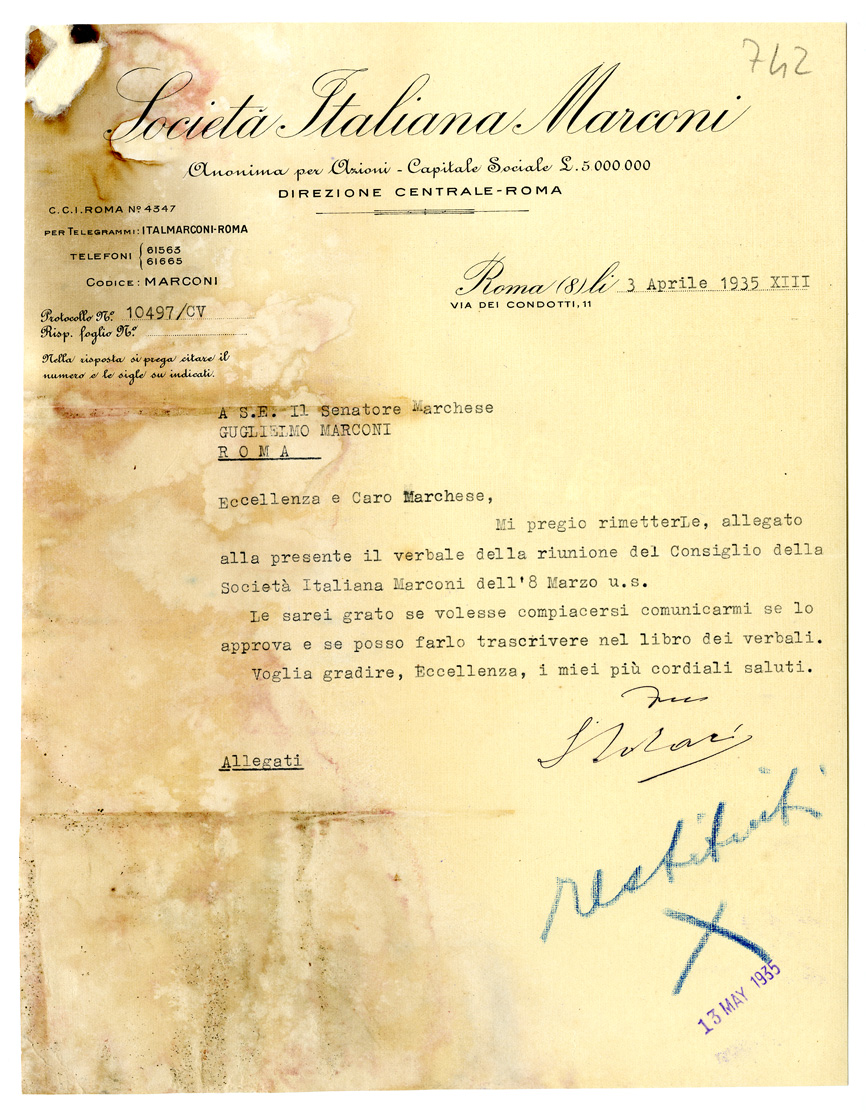 742
Società Italiana Marconi
Anonima per Azioni - Capitale Sociale L. 5.000.000
DIREZIONE CENTRALE-ROMA
C.C.I. ROMA Nº 4347
PER TELEGRAMMI: ITALMARCONI-ROMA
TELEFONI { 61563
61665
CODICE: MARCONI
Roma (8) li 3 Aprile 1935 XIII
VIA DEI CONDOTTI, 11
Protocollo Nº 10497/CV
Risp. foglio Nº
Nella risposta si prega citare il
numero e le sigle su indicati.
A S.E. Il Senatore Marchese
GUGLIELMO MARCONI
ROMA
Eccellenza e Caro Marchese,
Mi pregio rimetterLe, allegato
alla presente il verbale della riunione del Consiglio della
Società Italiana Marconi dell'8 Marzo u.s.
Le sarei grato se volesse compiacersi comunicarmi se lo
approva e se posso farlo trascrivere nel libro dei verbali.
Voglia gradire, Eccellenza, i miei più cordiali saluti.
Allegati
restituiti
X
13 MAY 1935